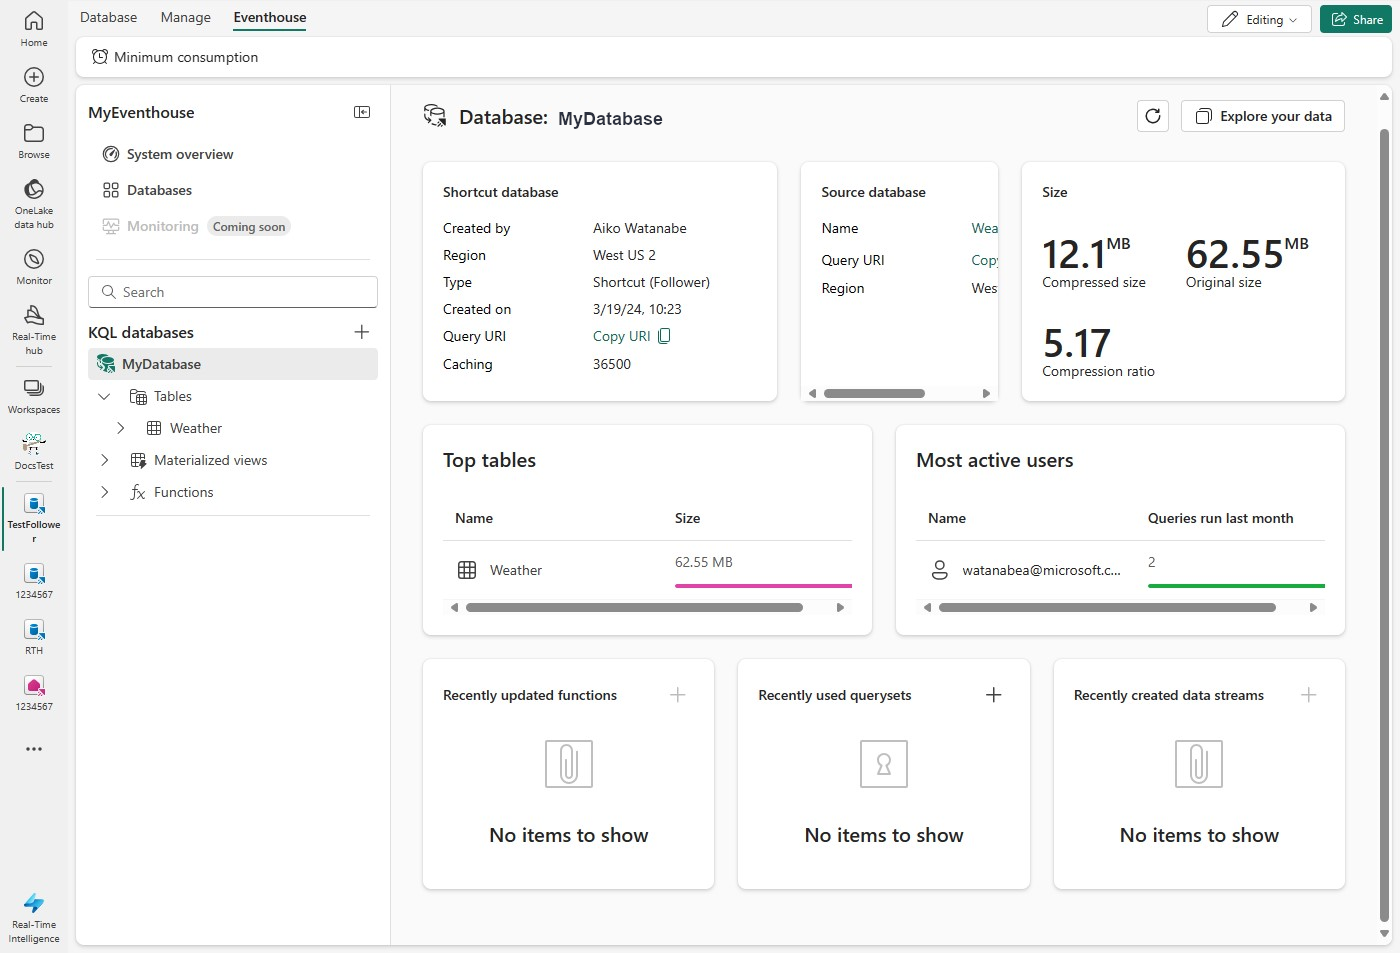 Database Manage Eventhouse
Editing
Share
Minimum consumption
Home
Create
Browse
OneLake
data hub
Monitor
Real-Time
hub
Workspaces
DocsTest
TestFollowe
r
1234567
RTH
1234567
Real-Time
Intelligence
MyEventhouse
System overview
Databases
Monitoring Coming soon
Search
KQL databases
MyDatabase
Tables
Weather
Materialized views
Functions
Database: MyDatabase
Explore your data
Shortcut database
Created by Aiko Watanabe
Region West US 2
Type Shortcut (Follower)
Created on 3/19/24, 10:23
Query URI Copy URI
Caching 36500
Source database
Name Wea
Query URI Copy
Region Wes
Size
12.1 MB
Compressed size
62.55 MB
Original size
5.17
Compression ratio
Top tables
Name Size
Weather 62.55 MB
Most active users
Name Queries run last month
watanabea@microsoft.c... 2
Recently updated functions
No items to show
Recently used querysets
No items to show
Recently created data streams
No items to show